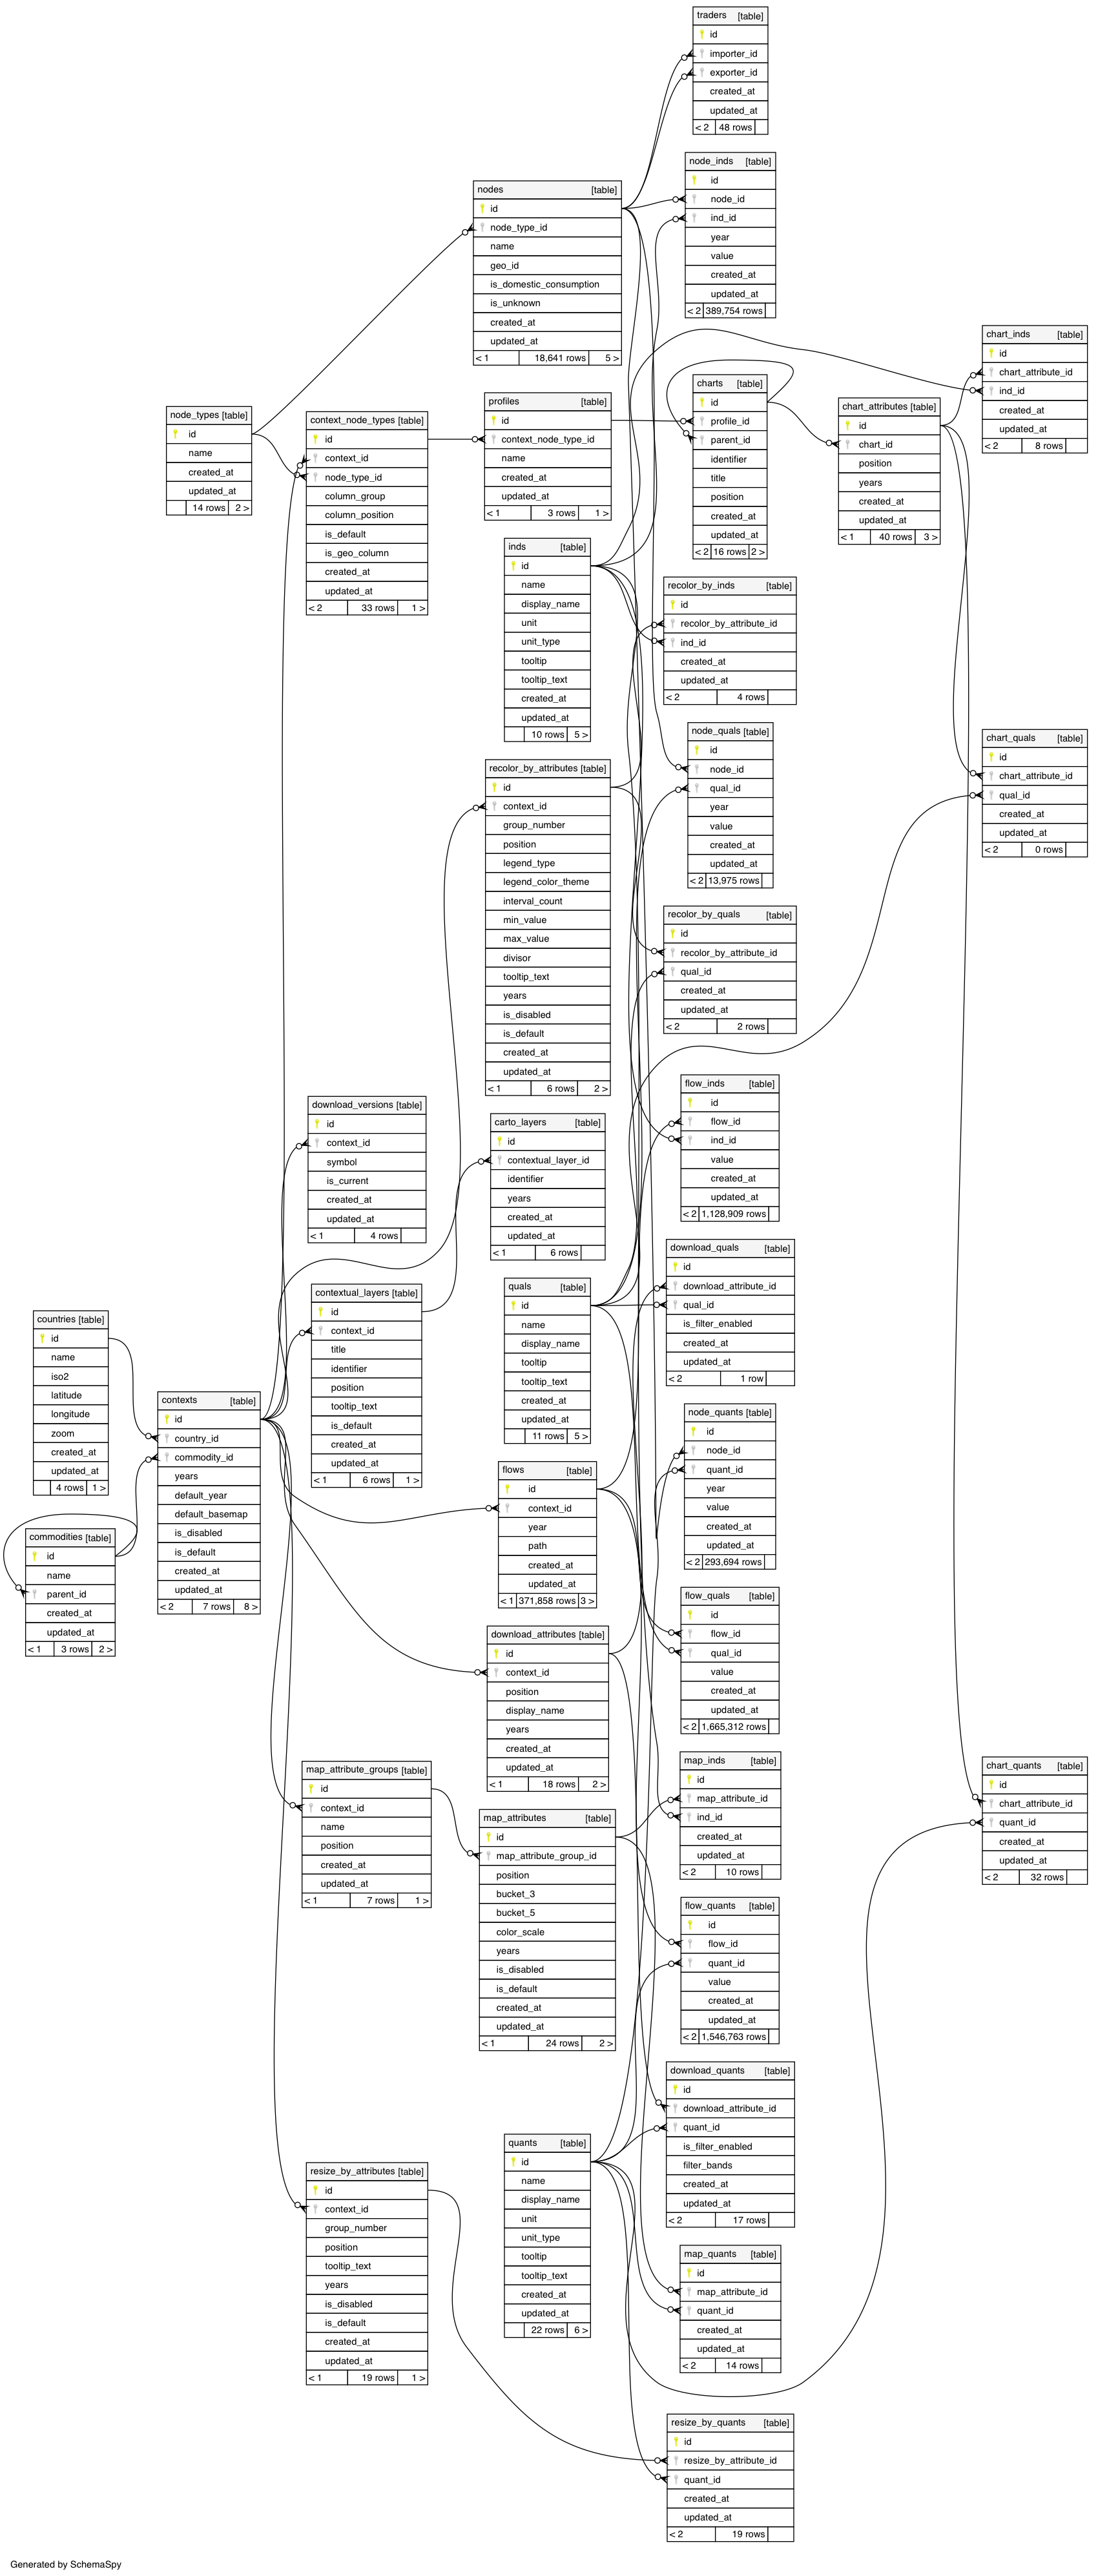 traders [table]
id
importer_id
exporter_id
created_at
updated_at
< 2 48 rows
node_inds [table]
id
node_id
ind_id
year
value
created_at
updated_at
< 2 389,754 rows
nodes [table]
id
node_type_id
name
geo_id
is_domestic_consumption
is_unknown
created_at
updated_at
< 1 18,641 rows 5 >
chart_inds [table]
id
chart_attribute_id
ind_id
created_at
updated_at
< 2 8 rows
charts [table]
id
profile_id
parent_id
identifier
title
position
created_at
updated_at
< 2 16 rows 2 >
profiles [table]
id
context_node_type_id
name
created_at
updated_at
< 1 3 rows 1 >
chart_attributes [table]
id
chart_id
position
years
created_at
updated_at
< 1 40 rows 3 >
node_types [table]
id
name
created_at
updated_at
14 rows 2 >
context_node_types [table]
id
context_id
node_type_id
column_group
column_position
is_default
is_geo_column
created_at
updated_at
< 2 33 rows 1 >
inds [table]
id
name
display_name
unit
unit_type
tooltip
tooltip_text
created_at
updated_at
10 rows 5 >
recolor_by_inds [table]
id
recolor_by_attribute_id
ind_id
created_at
updated_at
< 2 4 rows
node_quals [table]
id
node_id
qual_id
year
value
created_at
updated_at
< 2 13,975 rows
chart_quals [table]
id
chart_attribute_id
qual_id
created_at
updated_at
< 2 0 rows
recolor_by_attributes [table]
id
context_id
group_number
position
legend_type
legend_color_theme
interval_count
min_value
max_value
divisor
tooltip_text
years
is_disabled
is_default
created_at
updated_at
< 1 6 rows 2 >
recolor_by_quals [table]
id
recolor_by_attribute_id
qual_id
created_at
updated_at
< 2 2 rows
flow_inds [table]
id
flow_id
ind_id
value
created_at
updated_at
< 2 1,128,909 rows
download_versions [table]
id
context_id
symbol
is_current
created_at
updated_at
< 1 4 rows
carto_layers [table]
id
contextual_layer_id
identifier
years
created_at
updated_at
< 1 6 rows
download_quals [table]
id
download_attribute_id
qual_id
is_filter_enabled
created_at
updated_at
< 2 1 row
quals [table]
id
name
display_name
tooltip
tooltip_text
created_at
updated_at
11 rows 5 >
contextual_layers [table]
id
context_id
title
identifier
position
tooltip_text
is_default
created_at
updated_at
< 1 6 rows 1 >
countries [table]
id
name
iso2
latitude
longitude
zoom
created_at
updated_at
4 rows 1 >
contexts [table]
id
country_id
commodity_id
years
default_year
default_basemap
is_disabled
is_default
created_at
updated_at
< 2 7 rows 8 >
commodities [table]
id
name
parent_id
created_at
updated_at
< 1 3 rows 2 >
node_quants [table]
id
node_id
quant_id
year
value
created_at
updated_at
< 2 293,694 rows
flows [table]
id
context_id
year
path
created_at
updated_at
< 1 371,858 rows 3 >
flow_quals [table]
id
flow_id
qual_id
value
created_at
updated_at
< 2 1,665,312 rows
download_attributes [table]
id
context_id
position
display_name
years
created_at
updated_at
< 1 18 rows 2 >
map_inds [table]
id
map_attribute_id
ind_id
created_at
updated_at
< 2 10 rows
chart_quants [table]
id
chart_attribute_id
quant_id
created_at
updated_at
< 2 32 rows
map_attribute_groups [table]
id
context_id
name
position
created_at
updated_at
< 1 7 rows 1 >
map_attributes [table]
id
map_attribute_group_id
position
bucket_3
bucket_5
color_scale
years
is_disabled
is_default
created_at
updated_at
< 1 24 rows 2 >
flow_quants [table]
id
flow_id
quant_id
value
created_at
updated_at
< 2 1,546,763 rows
download_quants [table]
id
download_attribute_id
quant_id
is_filter_enabled
filter_bands
created_at
updated_at
< 2 17 rows
quants [table]
id
name
display_name
unit
unit_type
tooltip
tooltip_text
created_at
updated_at
22 rows 6 >
resize_by_attributes [table]
id
context_id
group_number
position
tooltip_text
years
is_disabled
is_default
created_at
updated_at
< 1 19 rows 1 >
map_quants [table]
id
map_attribute_id
quant_id
created_at
updated_at
< 2 14 rows
resize_by_quants [table]
id
resize_by_attribute_id
quant_id
created_at
updated_at
< 2 19 rows
Generated by SchemaSpy